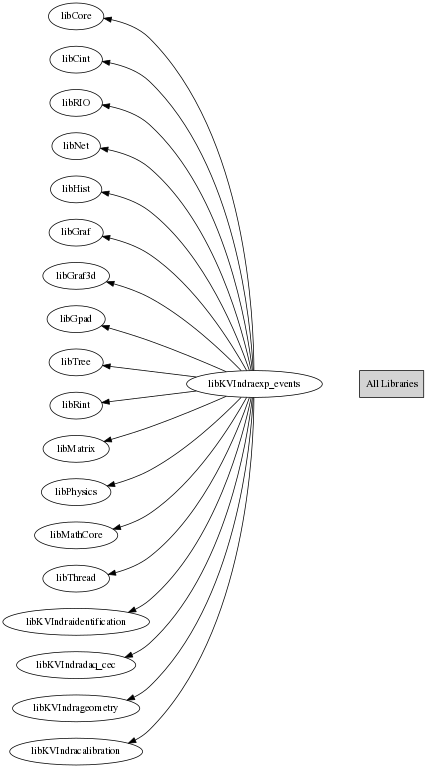 libCore
libCint
libRIO
libNet
libHist
libGraf
libGraf3d
libGpad
libTree
libKVIndraexp_events
All Libraries
libRint
libMatrix
libPhysics
libMathCore
libThread
libKVIndraidentification
libKVIndradaq_cec
libKVIndrageometry
libKVIndracalibration